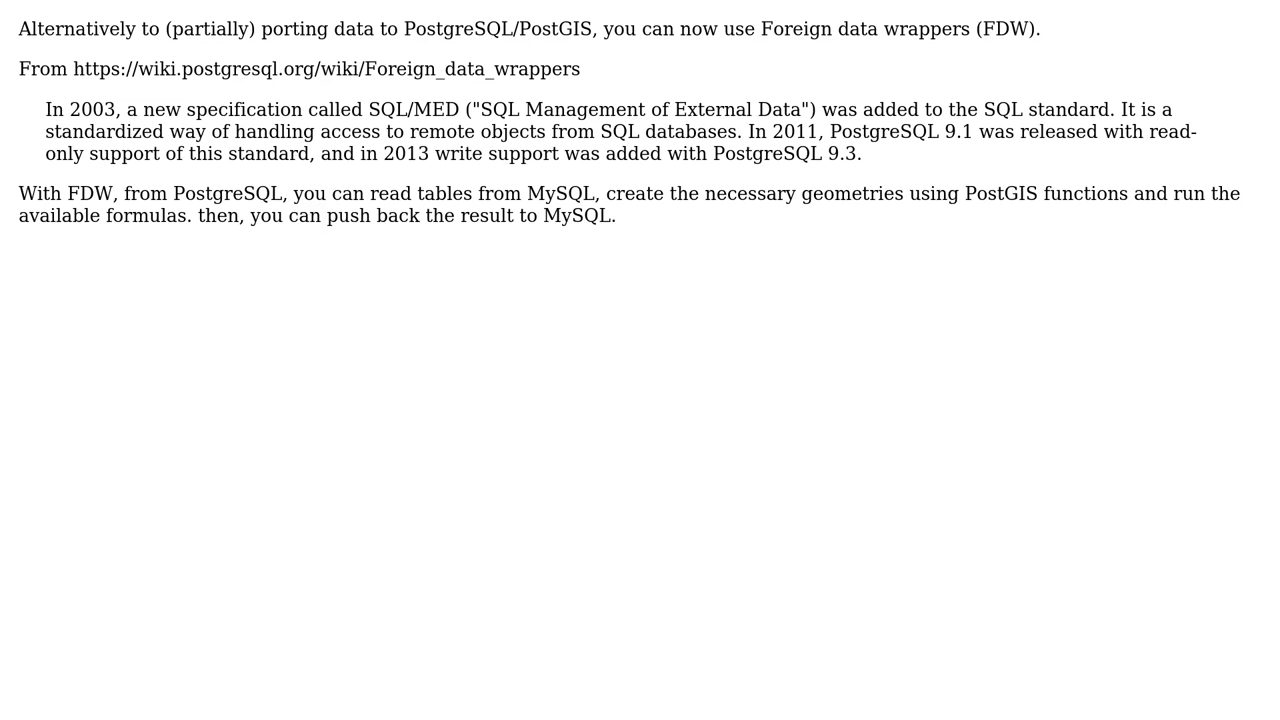 Alternatively to (partially) porting data to PostgreSQL/PostGIS, you can now use Foreign data wrappers (FDW).
From https://wiki.postgresql.org/wiki/Foreign_data_wrappers
In 2003, a new specification called SQL/MED ("SQL Management of External Data") was added to the SQL standard. It is a
standardized way of handling access to remote objects from SQL databases. In 2011, PostgreSQL 9.1 was released with read-
only support of this standard, and in 2013 write support was added with PostgreSQL 9.3.
With FDW, from PostgreSQL, you can read tables from MySQL, create the necessary geometries using PostGIS functions and run the
available formulas. then, you can push back the result to MySQL.